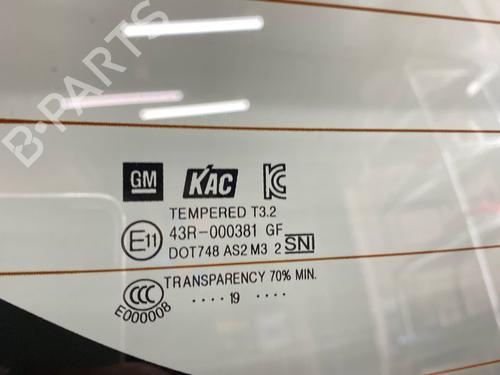 B-PARTS
GM KAC KC
TEMPERED T3.2
E11 43R-000381 GF
DOT748 AS2 M3 2 SNI
CCC TRANSPARENCY 70% MIN.
E000008 .... 19 ....